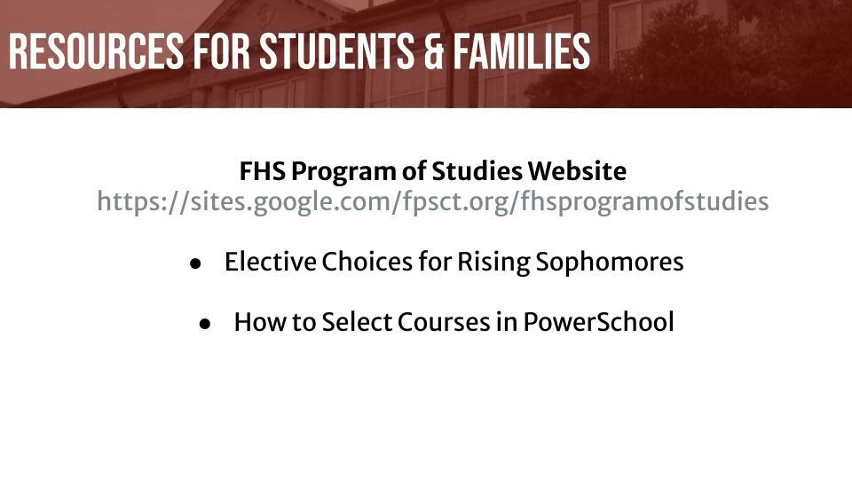 RESOURCES FOR STUDENTS & FAMILIES
FHS Program of Studies Website
https://sites.google.com/fpsct.org/fhsprogramofstudies
● Elective Choices for Rising Sophomores
● How to Select Courses in PowerSchool